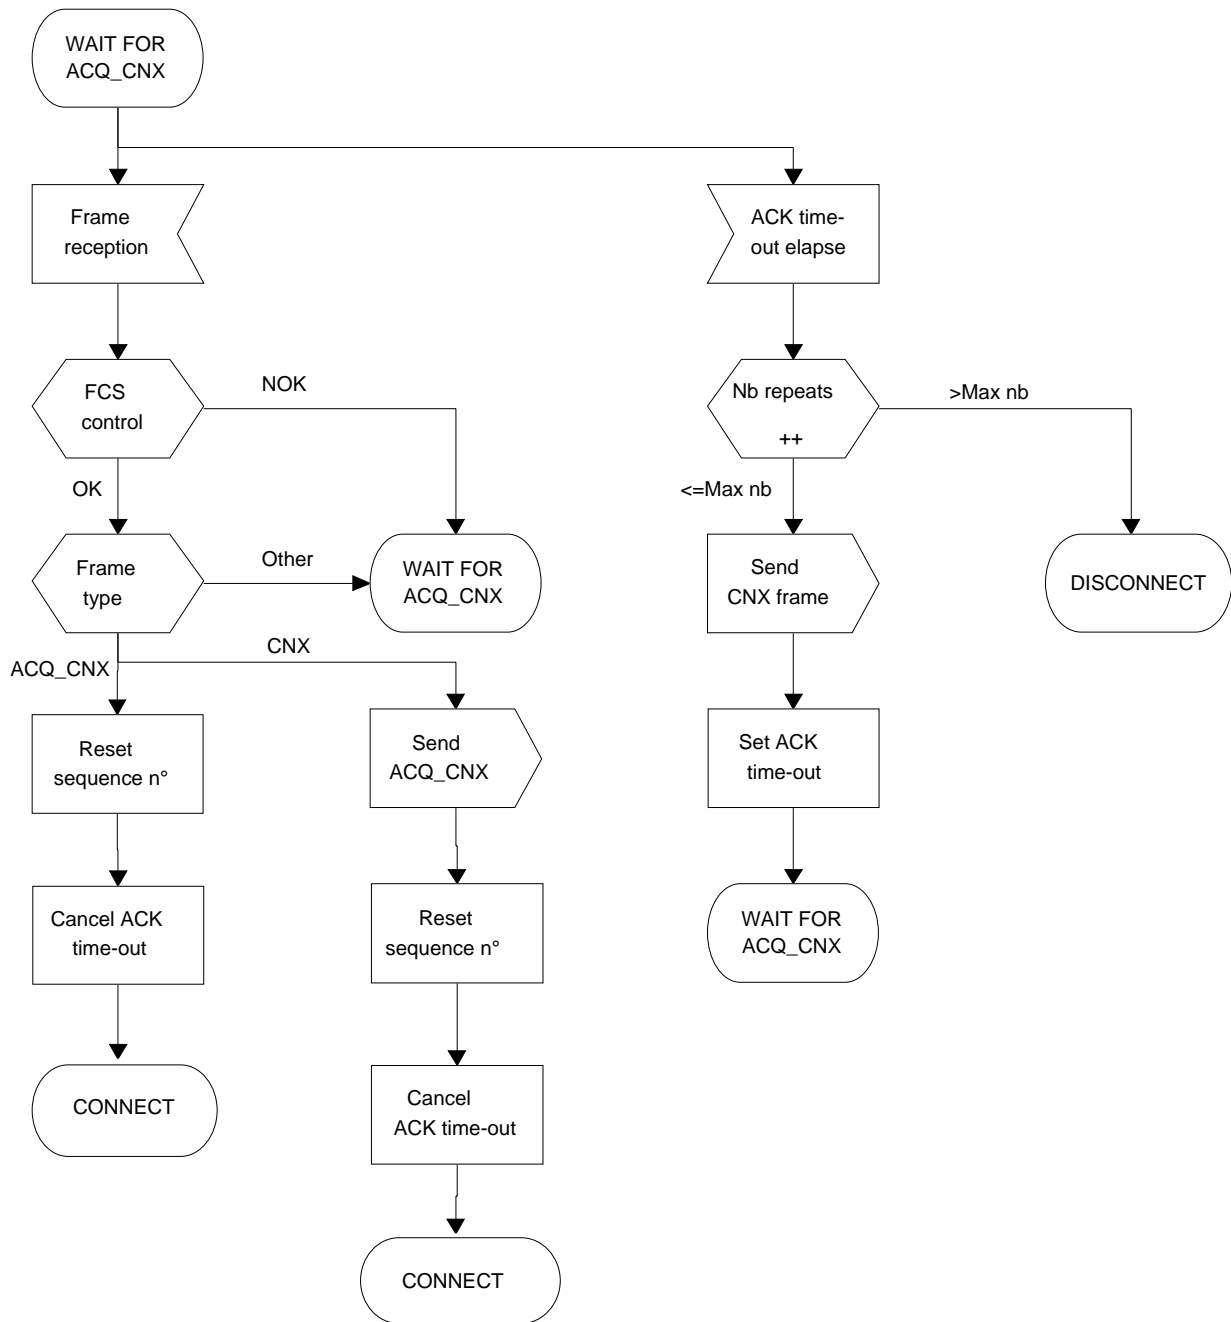 WAIT FOR
ACQ_CNX
Frame
reception
ACK time-
out elapse
FCS
control
NOK
OK
Nb repeats
++
>Max nb
<=Max nb
Frame
type
Other
WAIT FOR
ACQ_CNX
Send
CNX frame
DISCONNECT
ACQ_CNX
CNX
Reset
sequence n°
Send
ACQ_CNX
Set ACK
time-out
Cancel ACK
time-out
Reset
sequence n°
WAIT FOR
ACQ_CNX
CONNECT
Cancel
ACK time-out
CONNECT